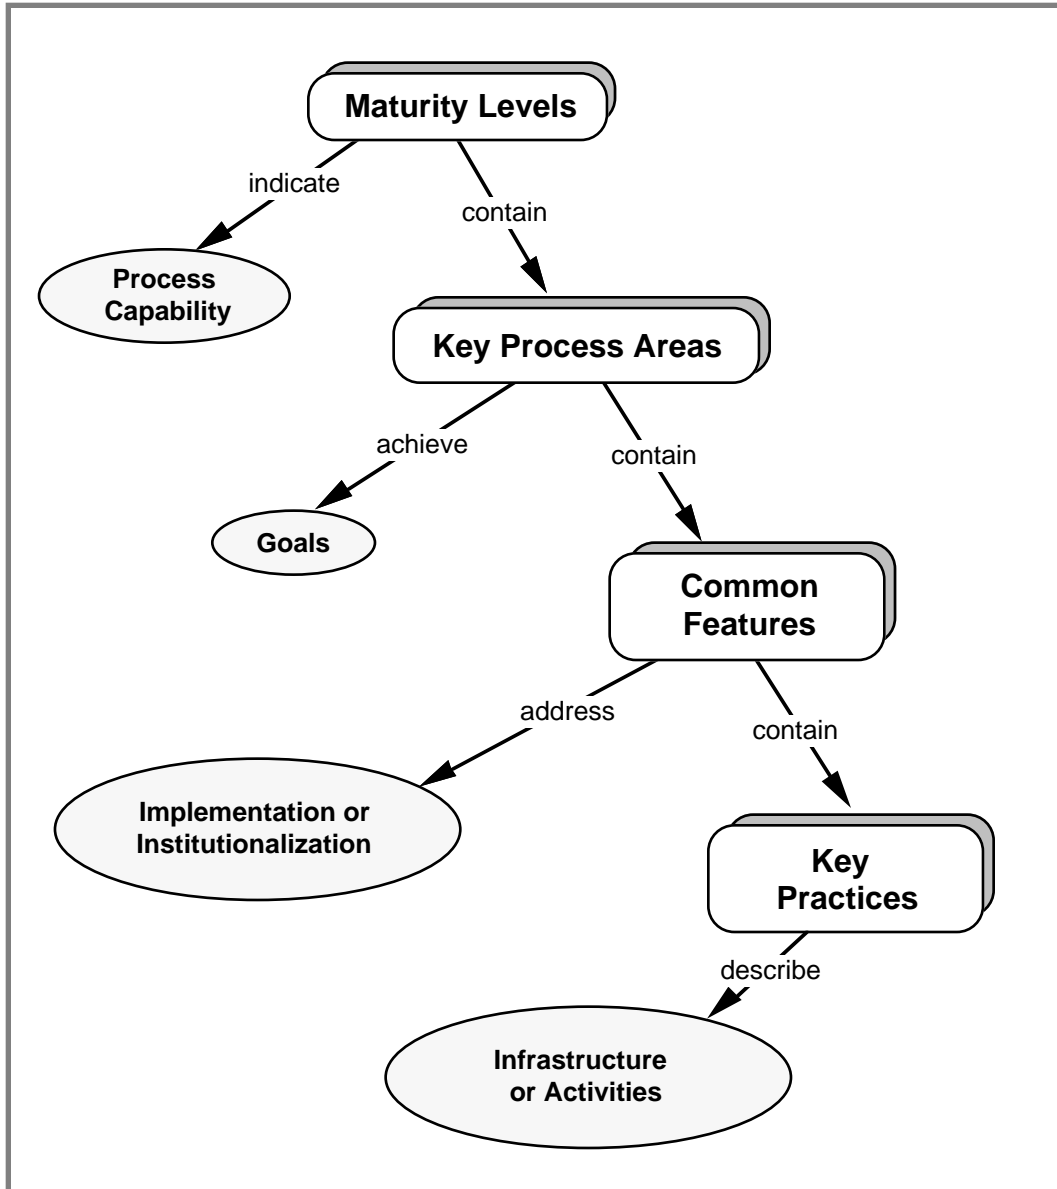 Maturity Levels
indicate
contain
Process
Capability
Key Process Areas
achieve
contain
Goals
Common
Features
address
contain
Implementation or
Institutionalization
Key
Practices
describe
Infrastructure
or Activities